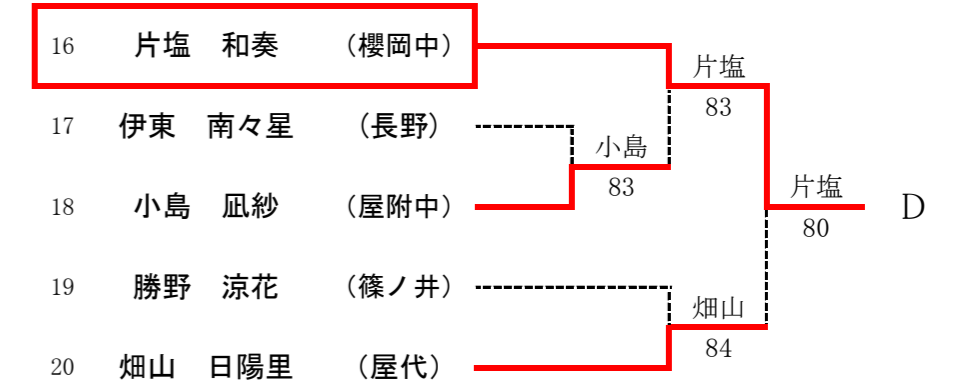 16 片塩 和奏 (櫻岡中)
片塩
83
17 伊東 南々星 (長野)
小島
83
18 小島 凪紗 (屋附中)
片塩
80
D
19 勝野 涼花 (篠ノ井)
畑山
84
20 畑山 日陽里 (屋代)